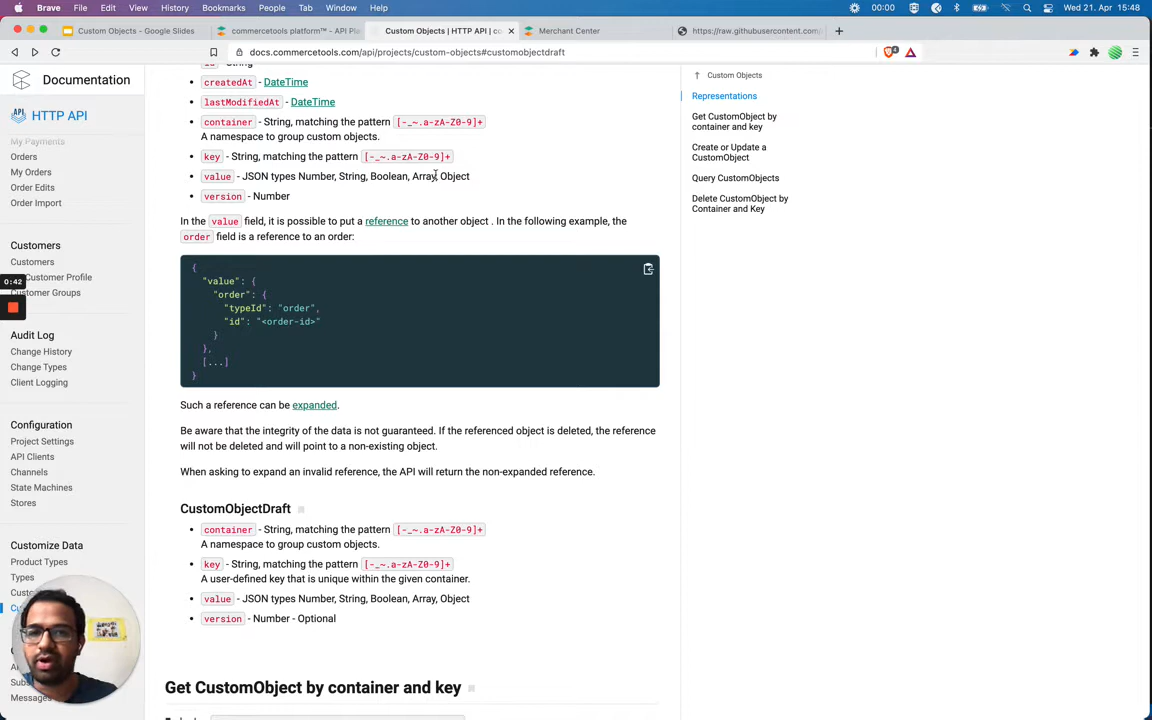 Brave File Edit View History Bookmarks People Tab Window Help 00:00 Wed 21. Apr 15:48
Custom Objects - Google Slides
commercetools platform™ - API Pla
Custom Objects | HTTP API | co
Merchant Center
https://raw.githubusercontent.com/
docs.commercetools.com/api/projects/custom-objects#customobjectdraft
Documentation
HTTP API
My Payments
Orders
My Orders
Order Edits
Order Import
Customers
Customers
Customer Profile
Customer Groups
0:42
Audit Log
Change History
Change Types
Client Logging
Configuration
Project Settings
API Clients
Channels
State Machines
Stores
Customize Data
Product Types
Types
Messages
createdAt - DateTime
lastModifiedAt - DateTime
container - String, matching the pattern [-_~.a-zA-Z0-9]+
A namespace to group custom objects.
key - String, matching the pattern [-_~.a-zA-Z0-9]+
value - JSON types Number, String, Boolean, Array, Object
version - Number
In the value field, it is possible to put a reference to another object . In the following example, the
order field is a reference to an order:
{
"value": {
"order": {
"typeId": "order",
"id": "<order-id>"
}
},
[...]
}
Such a reference can be expanded.
Be aware that the integrity of the data is not guaranteed. If the referenced object is deleted, the reference
will not be deleted and will point to a non-existing object.
When asking to expand an invalid reference, the API will return the non-expanded reference.
CustomObjectDraft
container - String, matching the pattern [-_~.a-zA-Z0-9]+
A namespace to group custom objects.
key - String, matching the pattern [-_~.a-zA-Z0-9]+
A user-defined key that is unique within the given container.
value - JSON types Number, String, Boolean, Array, Object
version - Number - Optional
Get CustomObject by container and key
Custom Objects
Representations
Get CustomObject by
container and key
Create or Update a
CustomObject
Query CustomObjects
Delete CustomObject by
Container and Key